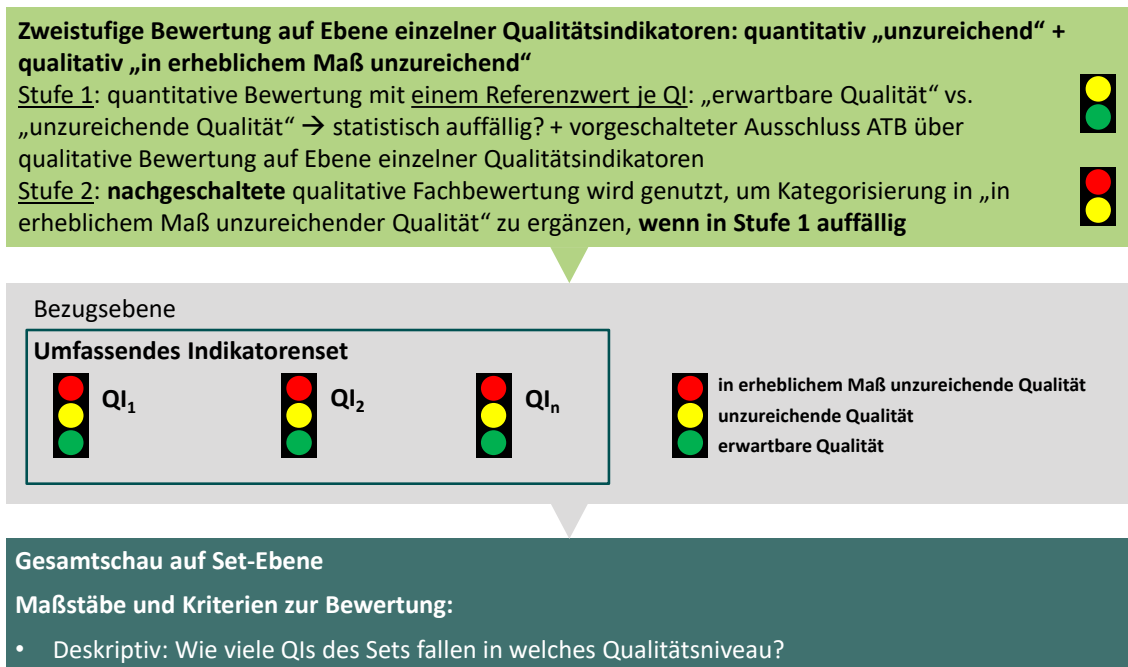 Zweistufige Bewertung auf Ebene einzelner Qualitätsindikatoren: quantitativ „unzureichend“ +
qualitativ „in erheblichem Maß unzureichend“
Stufe 1: quantitative Bewertung mit einem Referenzwert je QI: „erwartbare Qualität“ vs.
„unzureichende Qualität“ → statistisch auffällig? + vorgeschalteter Ausschluss ATB über
qualitative Bewertung auf Ebene einzelner Qualitätsindikatoren
Stufe 2: nachgeschaltete qualitative Fachbewertung wird genutzt, um Kategorisierung in „in
erheblichem Maß unzureichender Qualität“ zu ergänzen, wenn in Stufe 1 auffällig
Bezugsebene
Umfassendes Indikatorenset
QI1 QI2 QIn
in erheblichem Maß unzureichende Qualität
unzureichende Qualität
erwartbare Qualität
Gesamtschau auf Set-Ebene
Maßstäbe und Kriterien zur Bewertung:
• Deskriptiv: Wie viele QIs des Sets fallen in welches Qualitätsniveau?